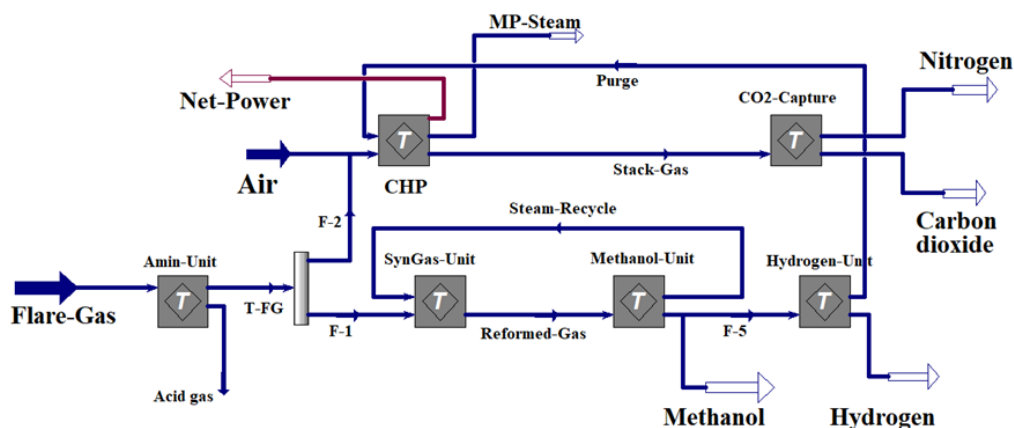 MP-Steam
Nitrogen
Purge
Net-Power
CO2-Capture
T
T
Air
CHP
Stack-Gas
F-2
Steam-Recycle
Carbon
dioxide
Amin-Unit
SynGas-Unit
Methanol-Unit
Hydrogen-Unit
T
T
T
T
Flare-Gas
T-FG
F-1
Reformed-Gas
F-5
Acid gas
Methanol
Hydrogen